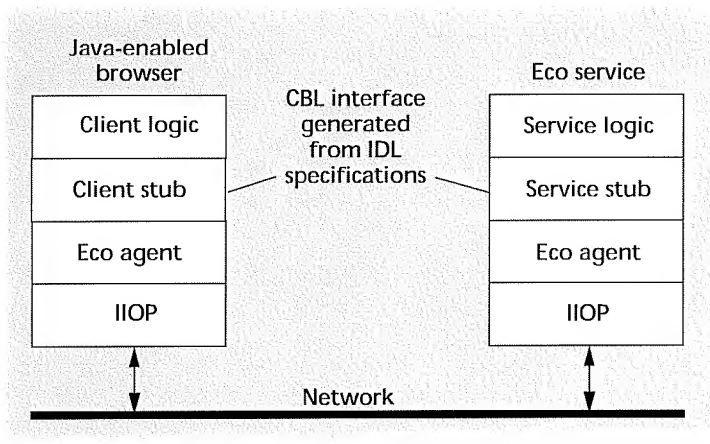 Java-enabled
browser
Client logic
Client stub
Eco agent
IIOP
CBL interface
generated
from IDL
specifications
Eco service
Service logic
Service stub
Eco agent
IIOP
Network